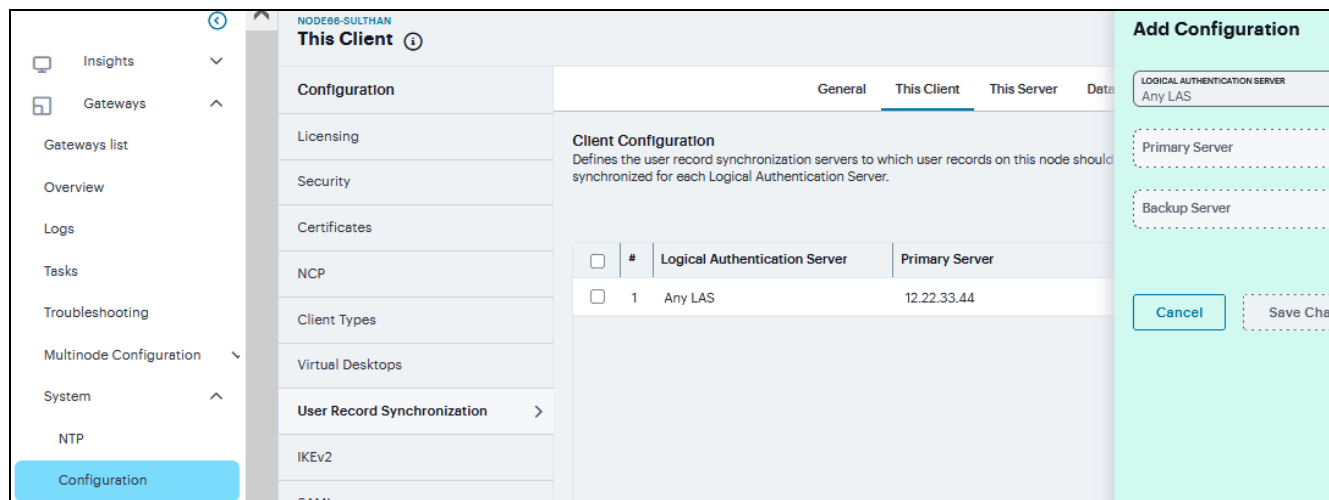 Insights
Gateways
Gateways list
Overview
Logs
Tasks
Troubleshooting
Multinode Configuration
System
NTP
Configuration
NODE66-SULTHAN
This Client
Configuration
Licensing
Security
Certificates
NCP
Client Types
Virtual Desktops
User Record Synchronization
IKEv2
General This Client This Server Data
Client Configuration
Defines the user record synchronization servers to which user records on this node should
synchronized for each Logical Authentication Server.
# Logical Authentication Server Primary Server
1 Any LAS 12.22.33.44
Add Configuration
LOGICAL AUTHENTICATION SERVER
Any LAS
Primary Server
Backup Server
Cancel Save Cha